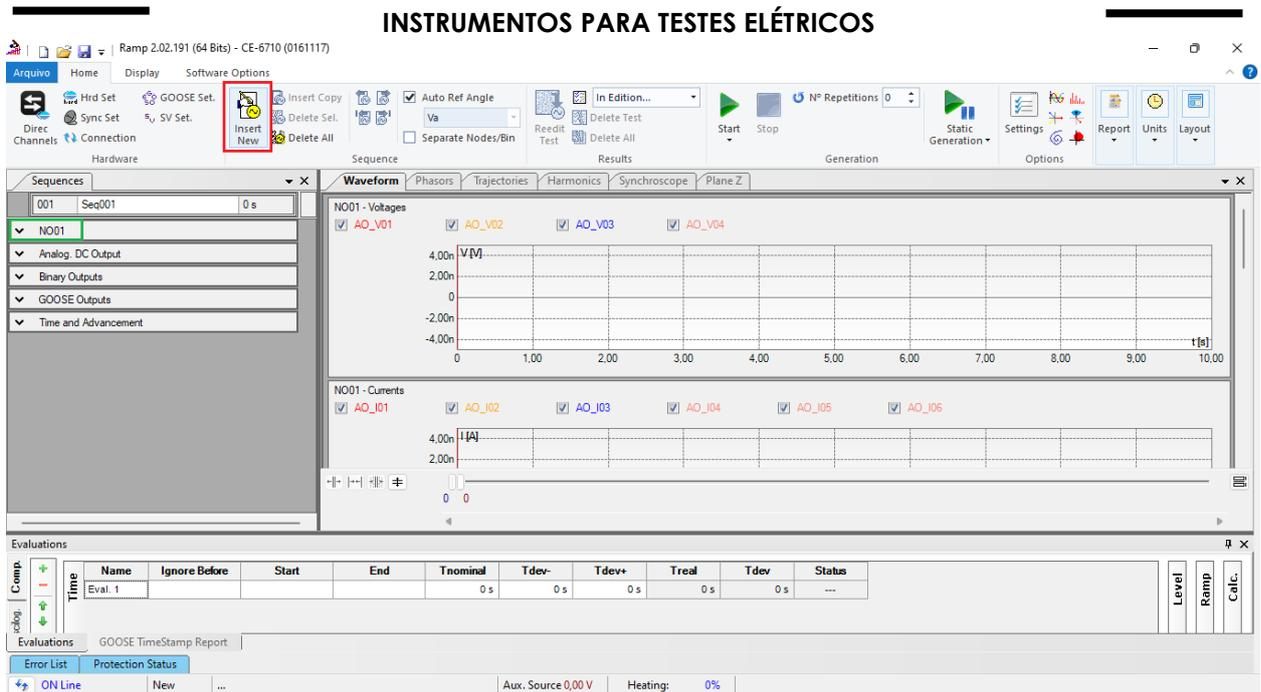 INSTRUMENTOS PARA TESTES ELÉTRICOS
Ramp 2.02.191 (64 Bits) - CE-6710 (0161117)
Arquivo Home Display Software Options
Hrd Set GOOSE Set. Insert Copy Auto Ref Angle In Edition... Nº Repetitions 0
Sync Set SV Set. Delete Sel. Va Delete Test
Connection Delete All Separate Nodes/Bin Delete All
Direc Channels Insert New Reedit Test Start Stop Static Generation Settings Report Units Layout
Hardware Sequence Results Generation Options
Sequences Waveform Phasors Trajectories Harmonics Synchroscope Plane Z
001 Seq001 0 s
NO01
Analog. DC Output
Binary Outputs
GOOSE Outputs
Time and Advancement
NO01 - Voltages
AO_V01 AO_V02 AO_V03 AO_V04
V [V]
4,00n
2,00n
0
-2,00n
-4,00n
t [s]
0 1,00 2,00 3,00 4,00 5,00 6,00 7,00 8,00 9,00 10,00
NO01 - Currents
AO_I01 AO_I02 AO_I03 AO_I04 AO_I05 AO_I06
4,00n I [A]
2,00n
0 0
Evaluations
Comp.
Time
Name Ignore Before Start End Tnominal Tdev- Tdev+ Treal Tdev Status
Eval. 1 0 s 0 s 0 s 0 s 0 s ---
Level Ramp Calc.
Evaluations GOOSE TimeStamp Report
Error List Protection Status
ON Line New ... Aux. Source 0,00 V Heating: 0%